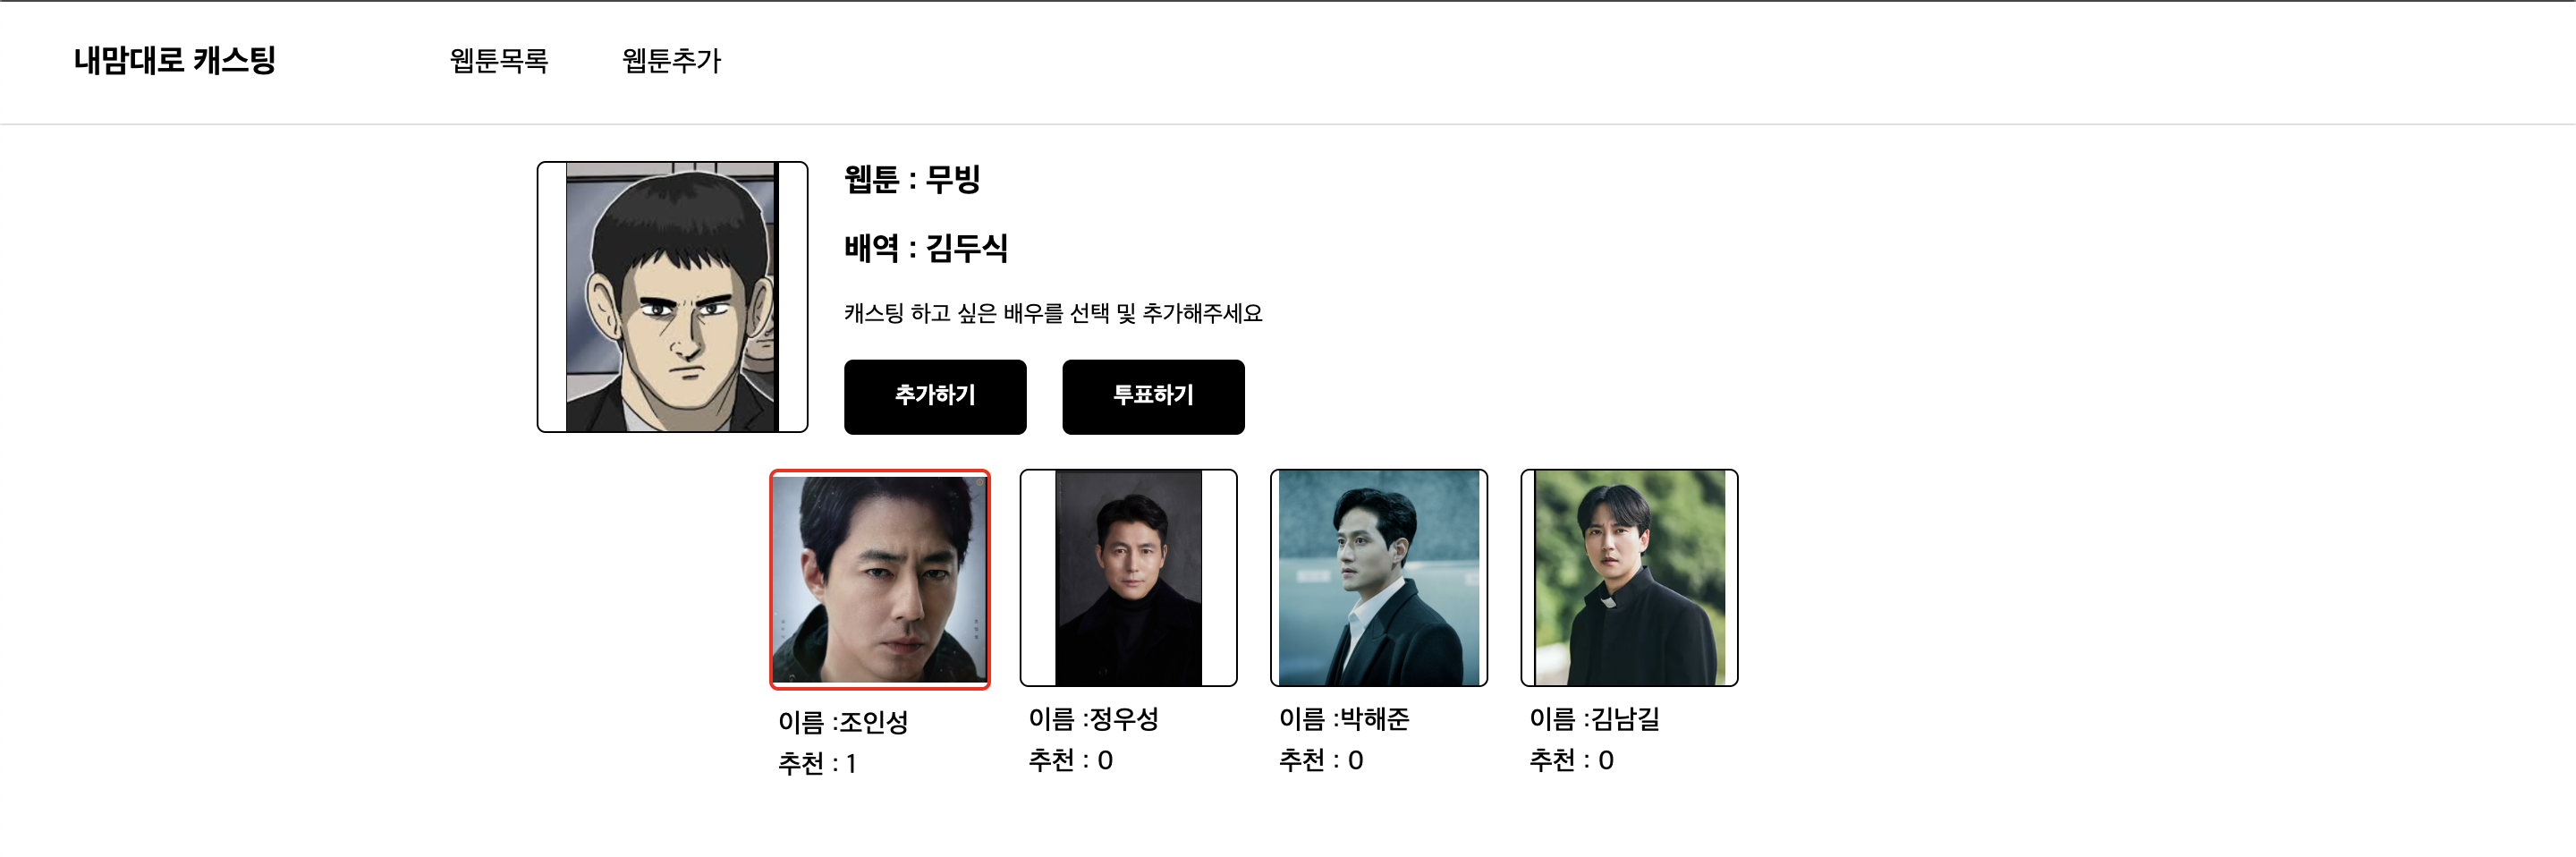 내맘대로 캐스팅 웹툰목록 웹툰추가
웹툰 : 무빙
배역 : 김두식
캐스팅 하고 싶은 배우를 선택 및 추가해주세요
추가하기 투표하기
이름 :조인성 이름 :정우성 이름 :박해준 이름 :김남길
추천 : 1 추천 : 0 추천 : 0 추천 : 0